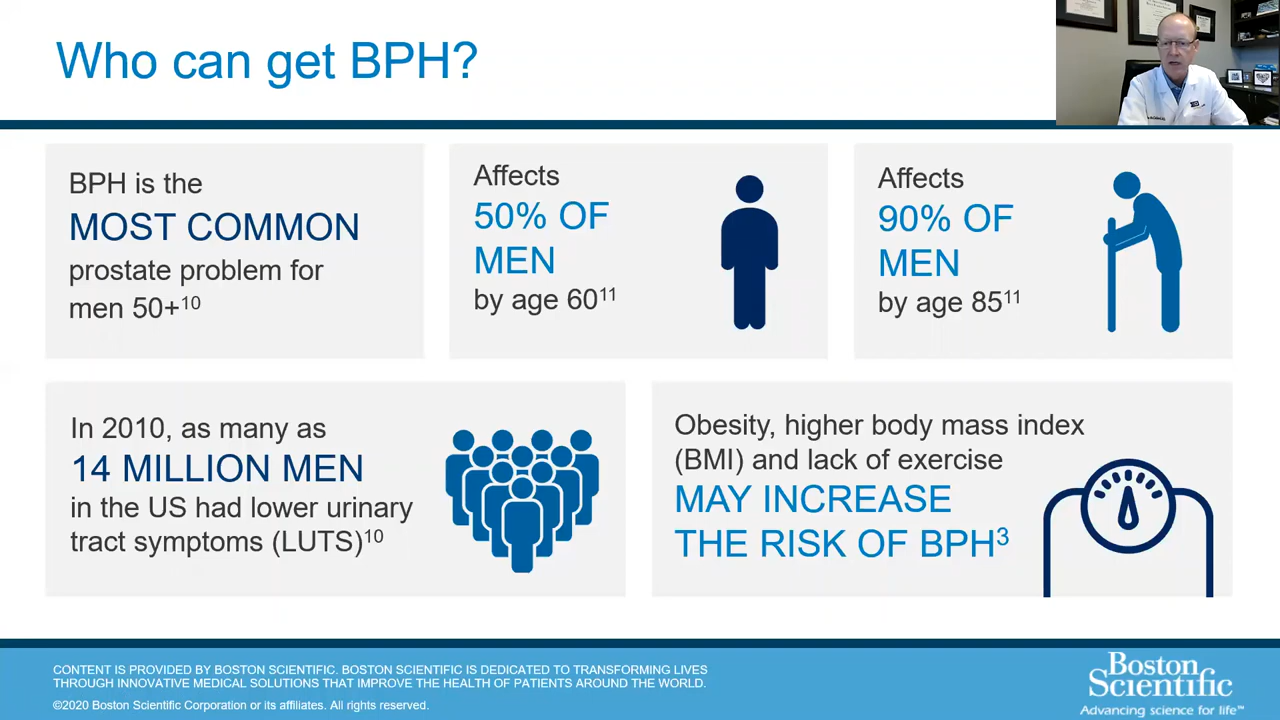 Who can get BPH?
BPH is the
MOST COMMON
prostate problem for
men 50+10
Affects
50% OF
MEN
by age 6011
Affects
90% OF
MEN
by age 8511
In 2010, as many as
14 MILLION MEN
in the US had lower urinary
tract symptoms (LUTS)10
Obesity, higher body mass index
(BMI) and lack of exercise
MAY INCREASE
THE RISK OF BPH3
CONTENT IS PROVIDED BY BOSTON SCIENTIFIC. BOSTON SCIENTIFIC IS DEDICATED TO TRANSFORMING LIVES
THROUGH INNOVATIVE MEDICAL SOLUTIONS THAT IMPROVE THE HEALTH OF PATIENTS AROUND THE WORLD.
©2020 Boston Scientific Corporation or its affiliates. All rights reserved.
Boston
Scientific
Advancing science for life™